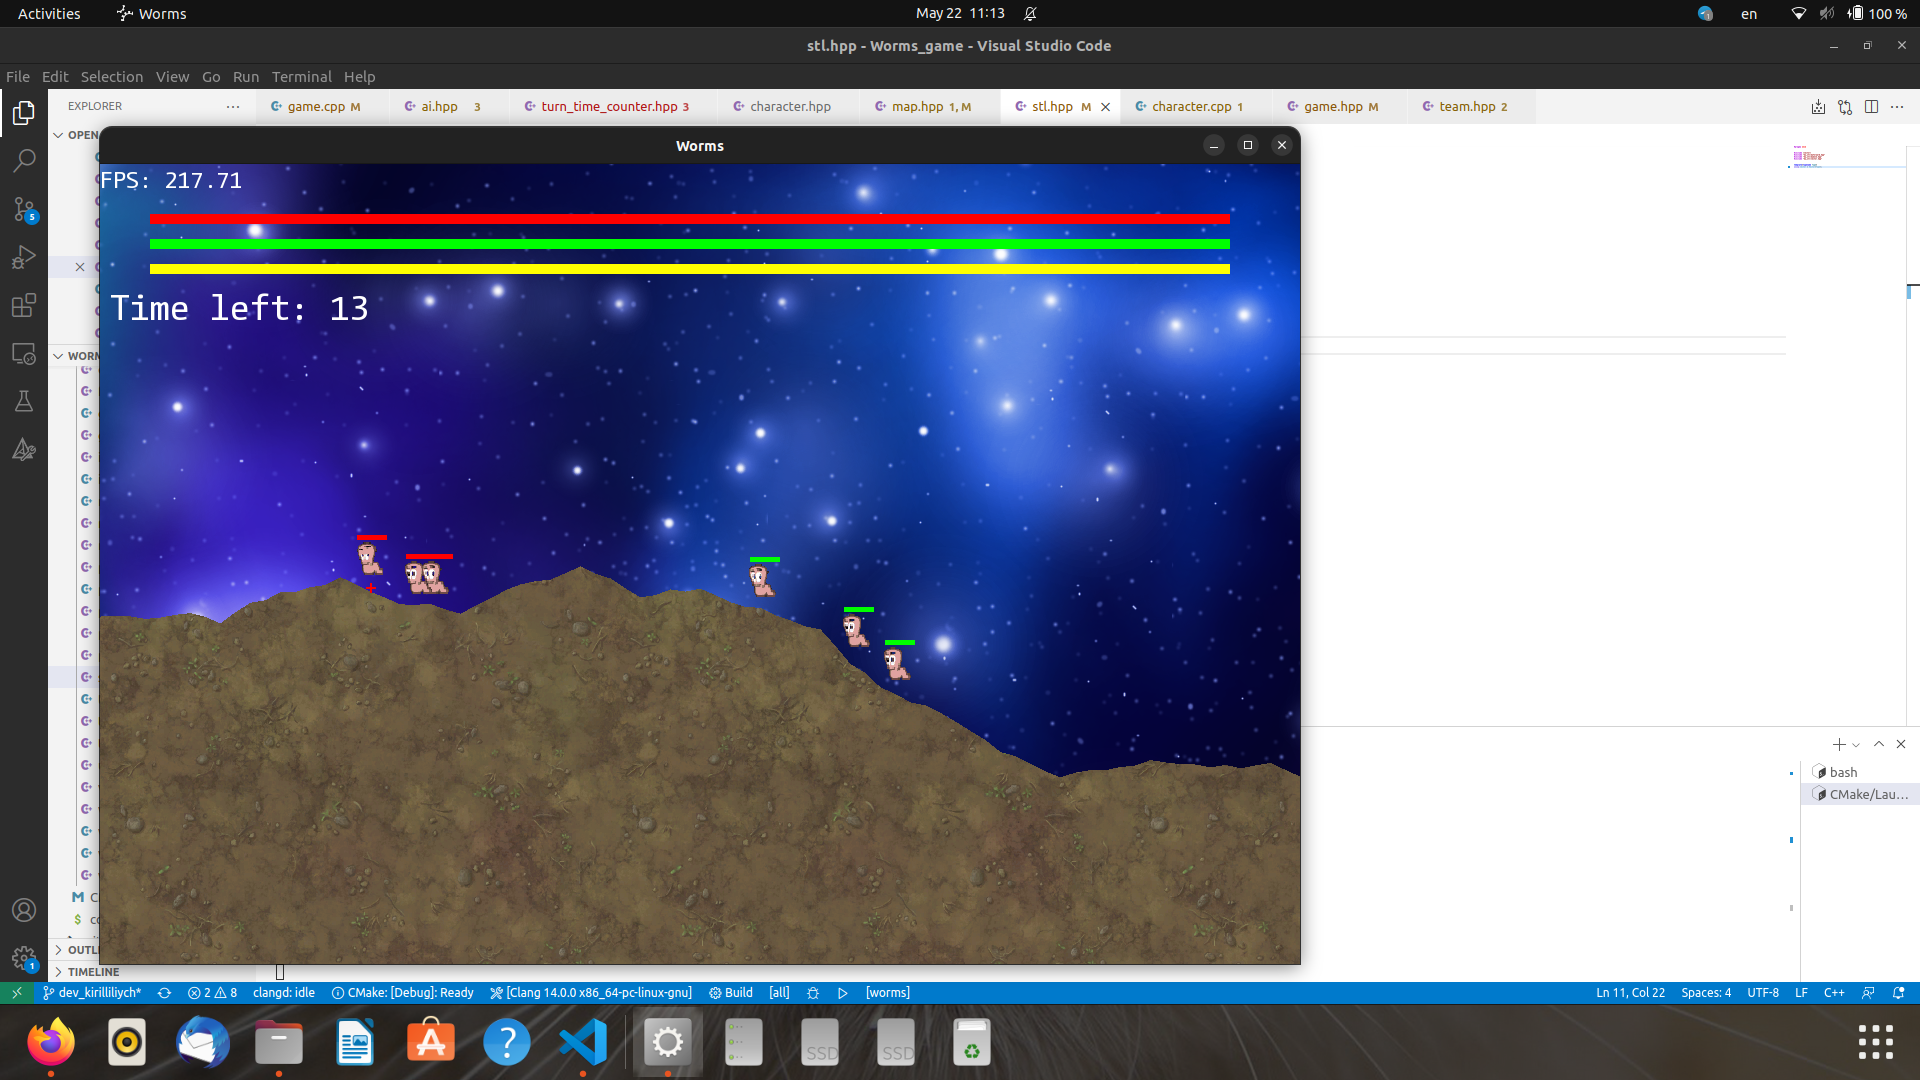 Activities Worms May 22 11:13 en 100 %
stl.hpp - Worms_game - Visual Studio Code
File Edit Selection View Go Run Terminal Help
EXPLORER game.cpp M ai.hpp 3 turn_time_counter.hpp 3 character.hpp map.hpp 1, M stl.hpp M character.cpp 1 game.hpp M team.hpp 2
OPEN
Worms
FPS: 217.71
5
Time left: 13
WORM
bash
CMake/Lau...
M C
$ co
OUTLI
1
TIMELINE
dev_kirilliliych* 2 8 clangd: idle CMake: [Debug]: Ready [Clang 14.0.0 x86_64-pc-linux-gnu] Build [all] [worms] Ln 11, Col 22 Spaces: 4 UTF-8 LF C++
SSD SSD